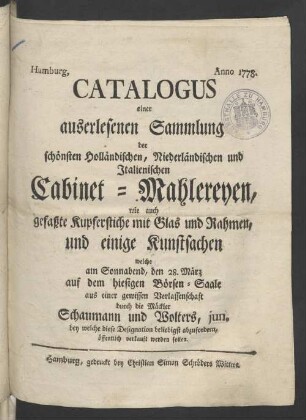 Hamburg, Anno 1778.
CATALOGUS
einer
auserlesenen Sammlung
der
schönsten Holländischen, Niederländischen und
Italienischen
Cabinet = Mahlereyen,
wie auch
gefaßte Kupferstiche mit Glas und Rahmen,
und einige Kunstsachen
welche
am Sonnabend, den 28. März
auf dem hiesigen Börsen = Saale
aus einer gewissen Verlassenschaft
durch die Mäckler
Schaumann und Wolters, jun.
bey welche diese Designation beliebigst abzufordern,
öffentlich verkauft werden sollen.
Hamburg, gedruckt bey Christian Simon Schröders Wittwe.